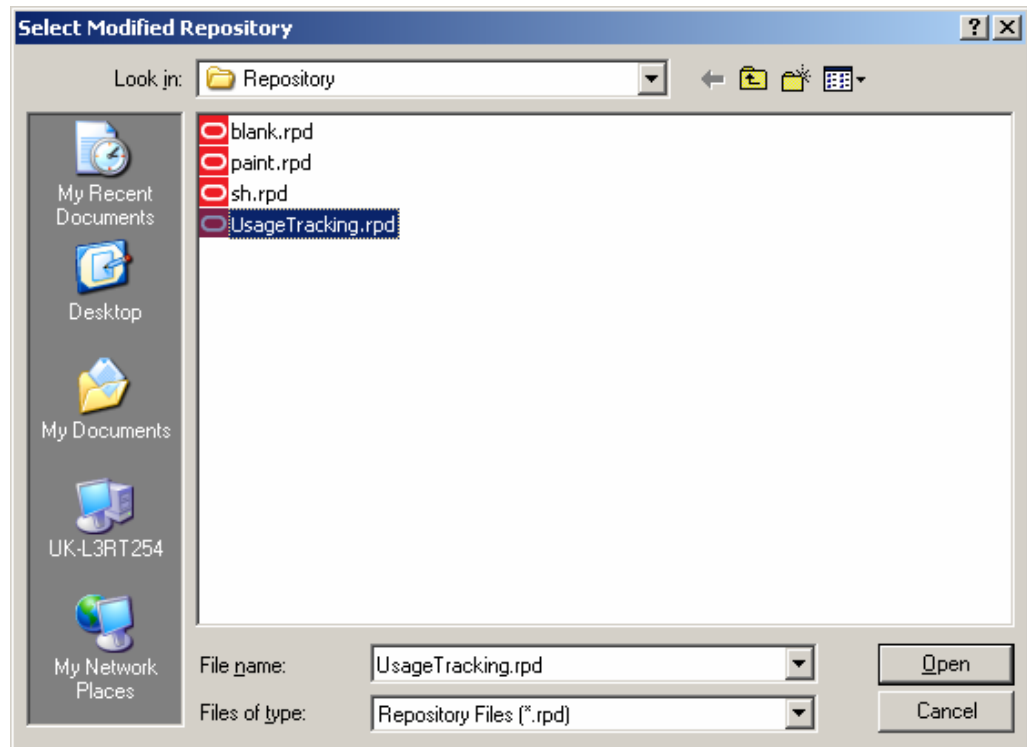 Select Modified Repository
Look in:
Repository
My Recent
Documents
Desktop
My Documents
UK-L3RT254
My Network
Places
blank.rpd
paint.rpd
sh.rpd
UsageTracking.rpd
File name:
UsageTracking.rpd
Open
Files of type:
Repository Files (*.rpd)
Cancel